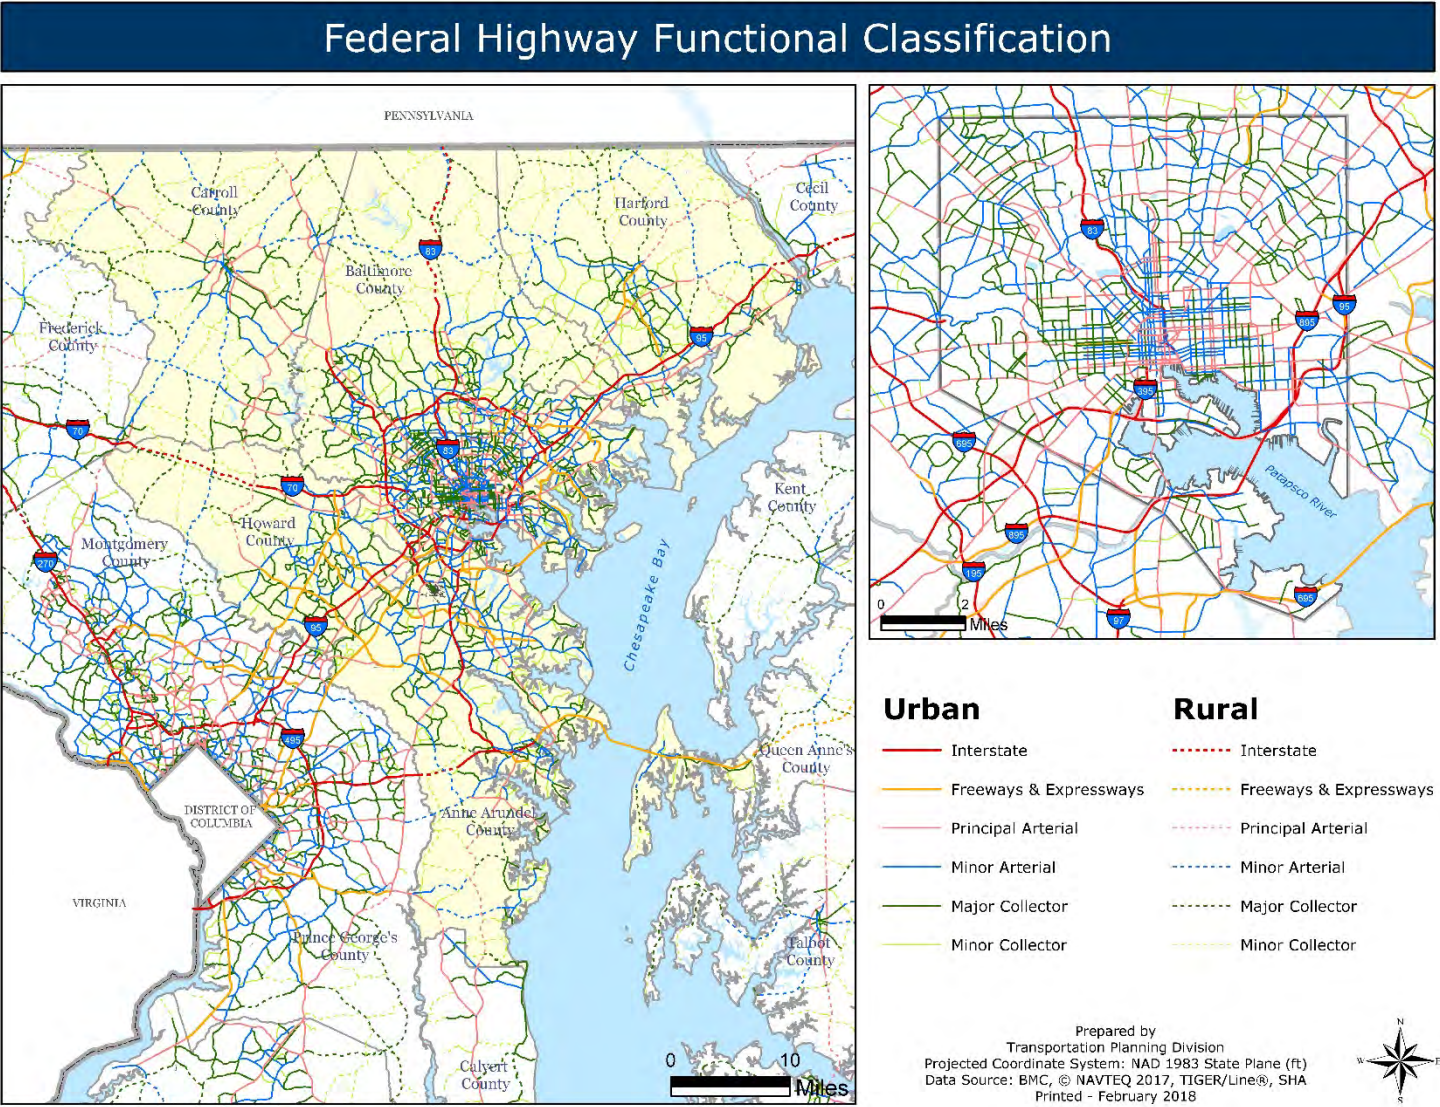 Federal Highway Functional Classification
PENNSYLVANIA
Carroll
County
Harford
County
Cecil
County
83
Baltimore
County
Frederick
County
95
70
83
70
Kent
County
Howard
County
Montgomery
County
270
95
Chesapeake Bay
495
Queen Anne's
County
DISTRICT OF
COLUMBIA
Anne Arundel
County
VIRGINIA
Prince George's
County
Talbot
County
Calvert
County
0 10
Miles
83
95
895
395
695
Patapsco River
895
195
695
97
0 2
Miles
Urban
Interstate
Freeways & Expressways
Principal Arterial
Minor Arterial
Major Collector
Minor Collector
Rural
Interstate
Freeways & Expressways
Principal Arterial
Minor Arterial
Major Collector
Minor Collector
Prepared by
Transportation Planning Division
Projected Coordinate System: NAD 1983 State Plane (ft)
Data Source: BMC, © NAVTEQ 2017, TIGER/Line®, SHA
Printed - February 2018
N
W E
S